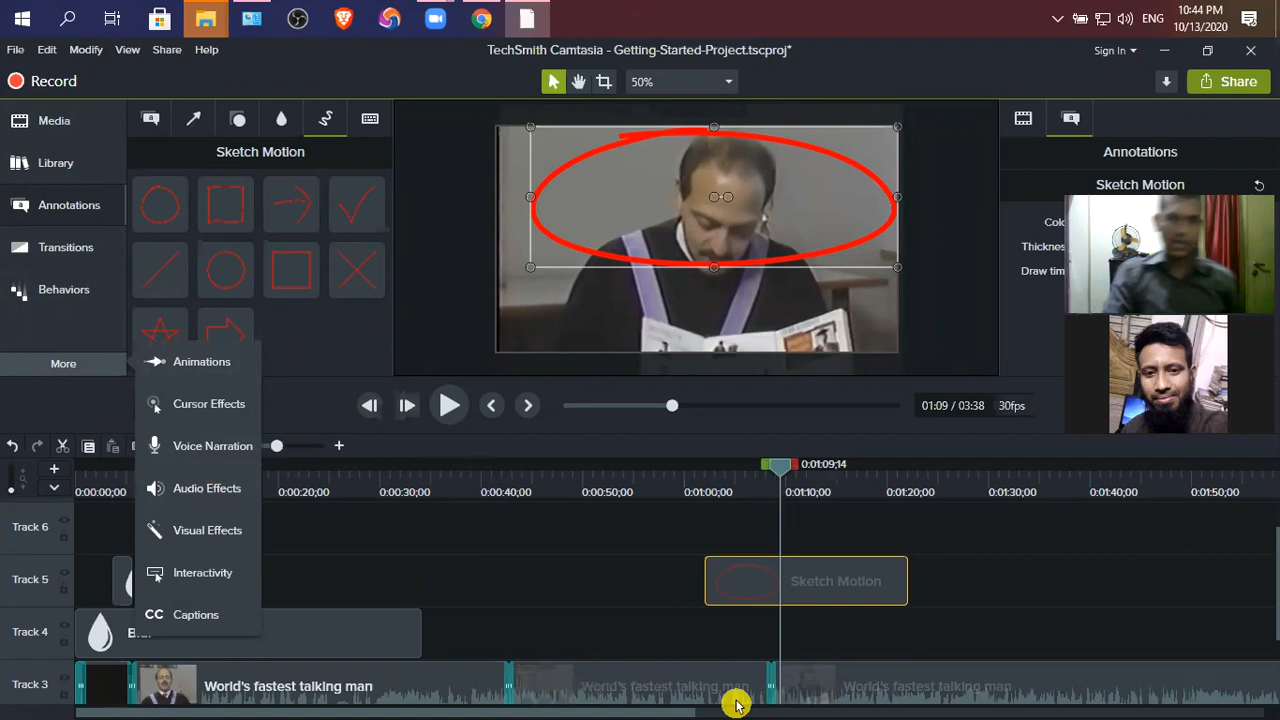 ENG
10:44 PM
10/13/2020
File Edit Modify View Share Help
TechSmith Camtasia - Getting-Started-Project.tscproj*
Sign In
Record
50%
Share
Media
Library
Annotations
Transitions
Behaviors
More
Sketch Motion
Annotations
Sketch Motion
Colo
Thickness
Draw time
Animations
Cursor Effects
Voice Narration
Audio Effects
Visual Effects
Interactivity
CC Captions
01:09 / 03:38 30fps
0:01:09;14
0:00:00;00
0:00:20;00
0:00:30;00
0:00:40;00
0:00:50;00
0:01:00;00
0:01:10;00
0:01:20;00
0:01:30;00
0:01:40;00
0:01:50;00
Track 6
Track 5
Sketch Motion
Track 4
Track 3
World's fastest talking man
World's fastest talking man
World's fastest talking man